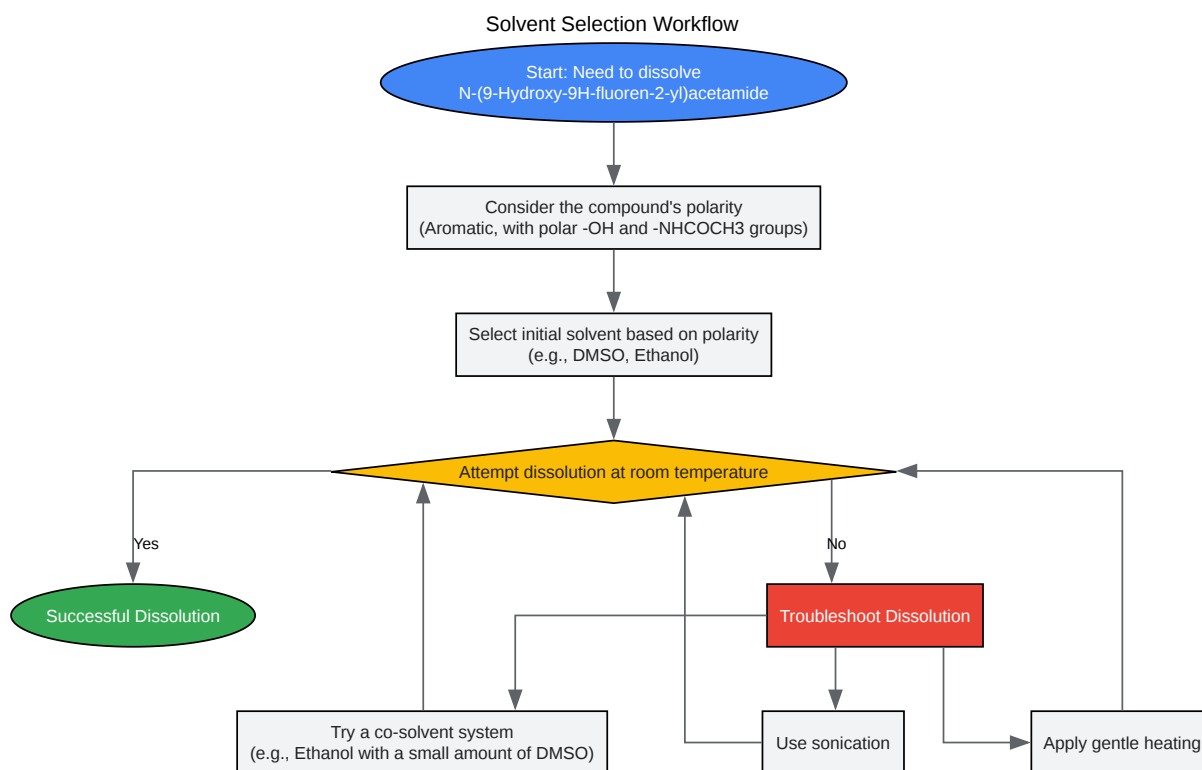 Solvent Selection Workflow
Start: Need to dissolve
N-(9-Hydroxy-9H-fluoren-2-yl)acetamide
Consider the compound's polarity
(Aromatic, with polar -OH and -NHCOCH3 groups)
Select initial solvent based on polarity
(e.g., DMSO, Ethanol)
Attempt dissolution at room temperature
Yes
No
Successful Dissolution
Troubleshoot Dissolution
Try a co-solvent system
(e.g., Ethanol with a small amount of DMSO)
Use sonication
Apply gentle heating